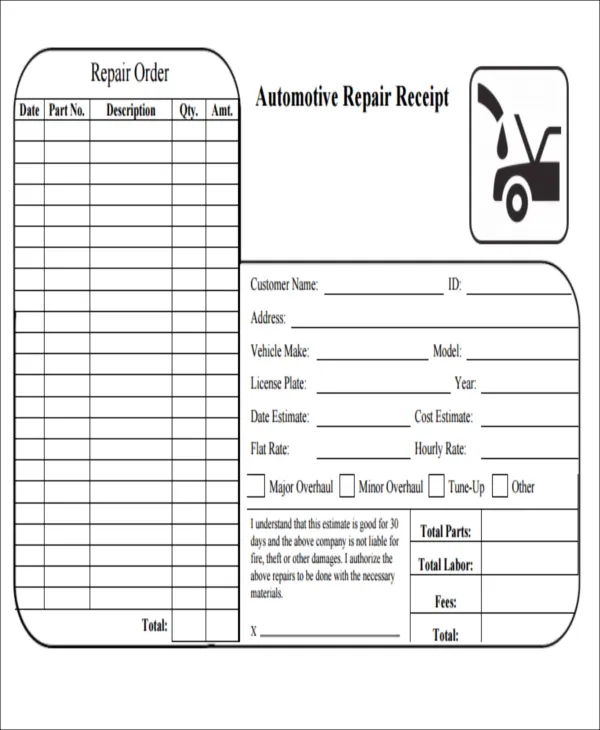 Repair Order
Date Part No. Description Qty. Amt.
Total:
Automotive Repair Receipt
Customer Name: ID:
Address:
Vehicle Make: Model:
License Plate: Year:
Date Estimate: Cost Estimate:
Flat Rate: Hourly Rate:
Major Overhaul Minor Overhaul Tune-Up Other
I understand that this estimate is good for 30
days and the above company is not liable for
fire, theft or other damages. I authorize the
above repairs to be done with the necessary
materials.
X
Total Parts:
Total Labor:
Fees:
Total: